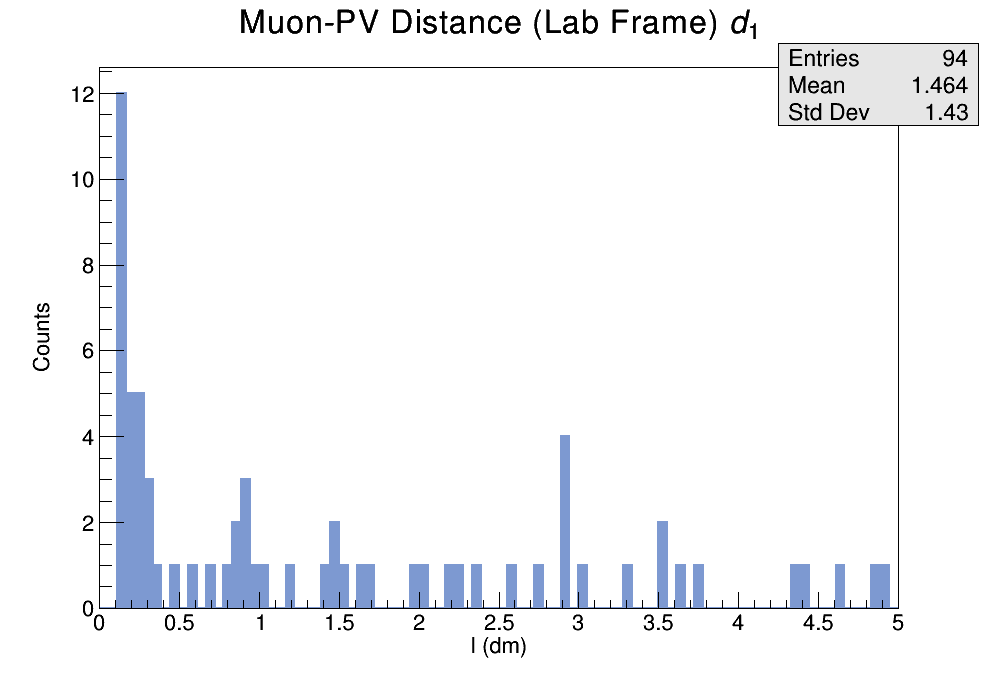 Muon-PV Distance (Lab Frame) d₁
Entries 94
Mean 1.464
Std Dev 1.43
12
10
8
6
4
2
0
Counts
0 0.5 1 1.5 2 2.5 3 3.5 4 4.5 5
l (dm)